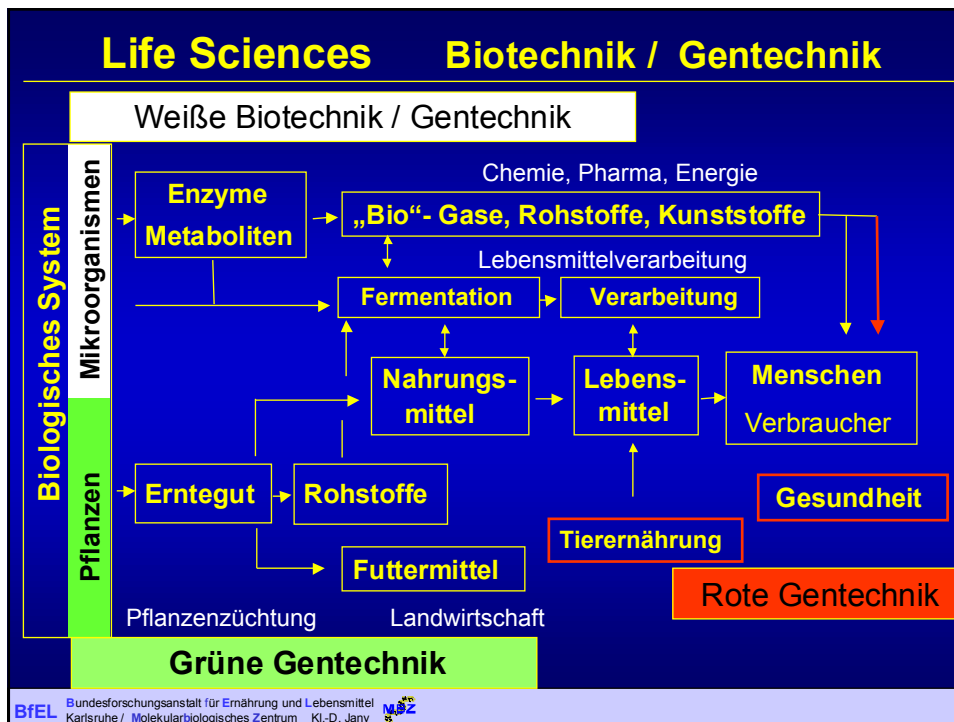 Life Sciences Biotechnik / Gentechnik
Weiße Biotechnik / Gentechnik
Biologisches System
Mikroorganismen
Pflanzen
Chemie, Pharma, Energie
Enzyme
Metaboliten
„Bio“- Gase, Rohstoffe, Kunststoffe
Lebensmittelverarbeitung
Fermentation
Verarbeitung
Nahrungs-
mittel
Lebens-
mittel
Menschen
Verbraucher
Erntegut
Rohstoffe
Gesundheit
Tierernährung
Futtermittel
Rote Gentechnik
Pflanzenzüchtung
Landwirtschaft
Grüne Gentechnik
BfEL
Bundesforschungsanstalt für Ernährung und Lebensmittel
Karlsruhe / Molekularbiologisches Zentrum Kl.-D. Jany
MBZ